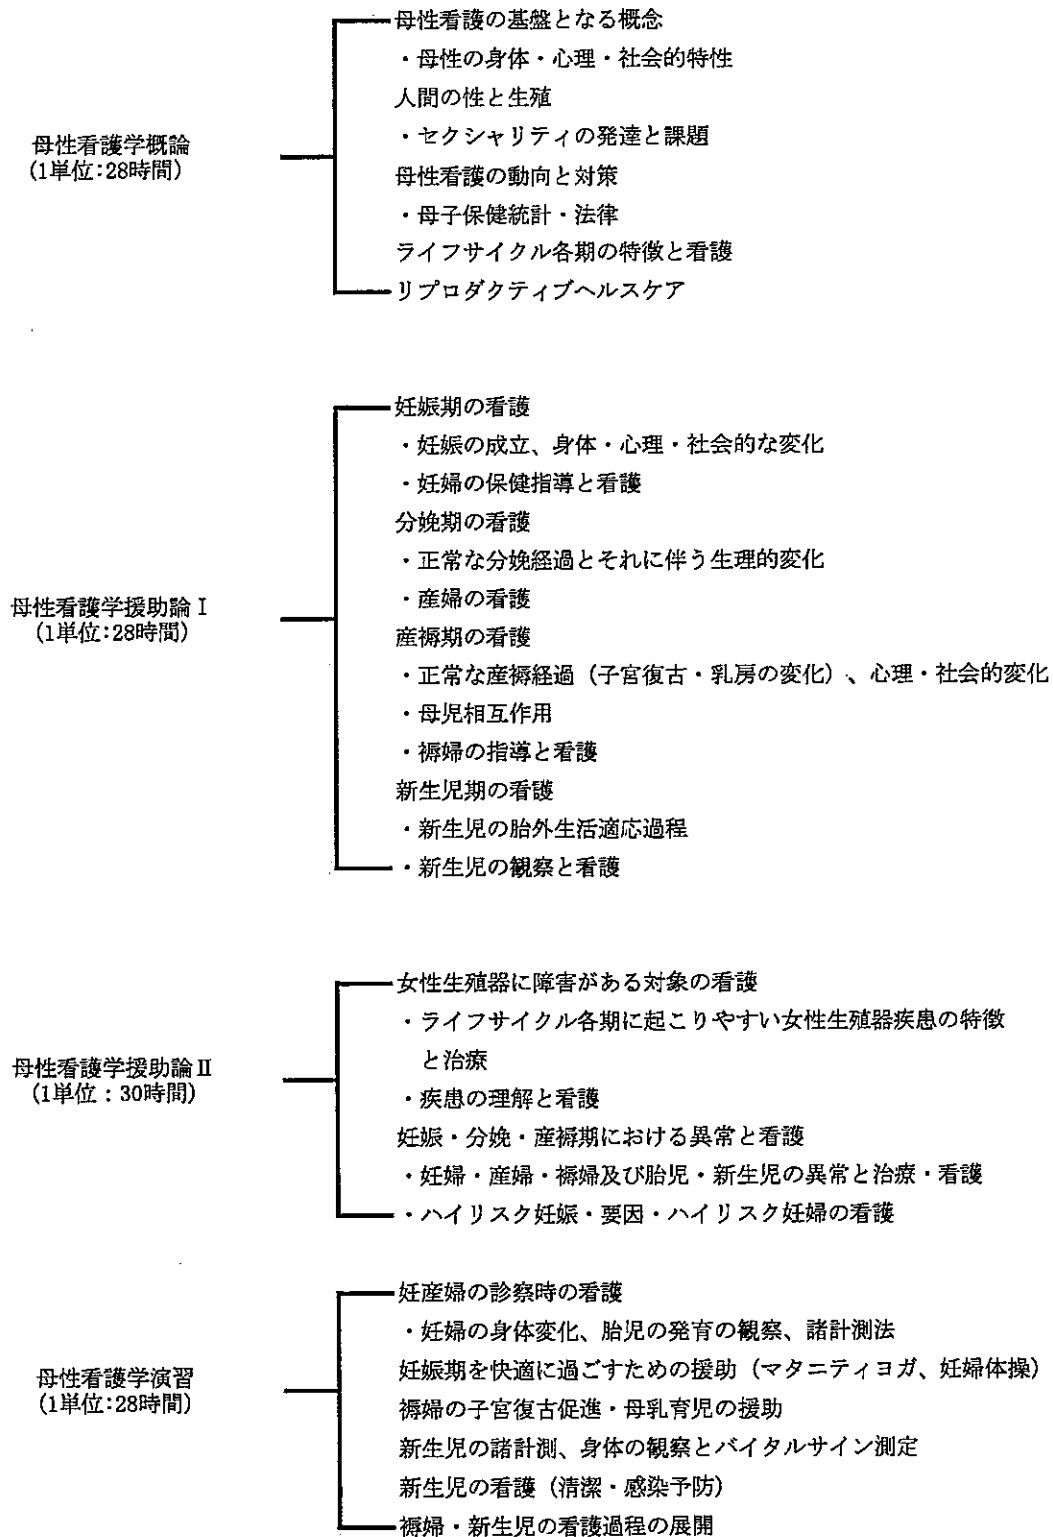 母性看護学概論
(1単位:28時間)
母性看護の基盤となる概念
・母性の身体・心理・社会的特性
人間の性と生殖
・セクシャリティの発達と課題
母性看護の動向と対策
・母子保健統計・法律
ライフサイクル各期の特徴と看護
リプロダクティブヘルスケア
母性看護学援助論Ⅰ
(1単位:28時間)
妊娠期の看護
・妊娠の成立、身体・心理・社会的な変化
・妊婦の保健指導と看護
分娩期の看護
・正常な分娩経過とそれに伴う生理的変化
・産婦の看護
産褥期の看護
・正常な産褥経過（子宮復古・乳房の変化）、心理・社会的変化
・母児相互作用
・褥婦の指導と看護
新生児期の看護
・新生児の胎外生活適応過程
・新生児の観察と看護
母性看護学援助論Ⅱ
(1単位：30時間)
女性生殖器に障害がある対象の看護
・ライフサイクル各期に起こりやすい女性生殖器疾患の特徴
と治療
・疾患の理解と看護
妊娠・分娩・産褥期における異常と看護
・妊婦・産婦・褥婦及び胎児・新生児の異常と治療・看護
・ハイリスク妊娠・要因・ハイリスク妊婦の看護
母性看護学演習
(1単位:28時間)
妊産婦の診察時の看護
・妊婦の身体変化、胎児の発育の観察、諸計測法
妊娠期を快適に過ごすための援助（マタニティヨガ、妊婦体操）
褥婦の子宮復古促進・母乳育児の援助
新生児の諸計測、身体の観察とバイタルサイン測定
新生児の看護（清潔・感染予防）
褥婦・新生児の看護過程の展開